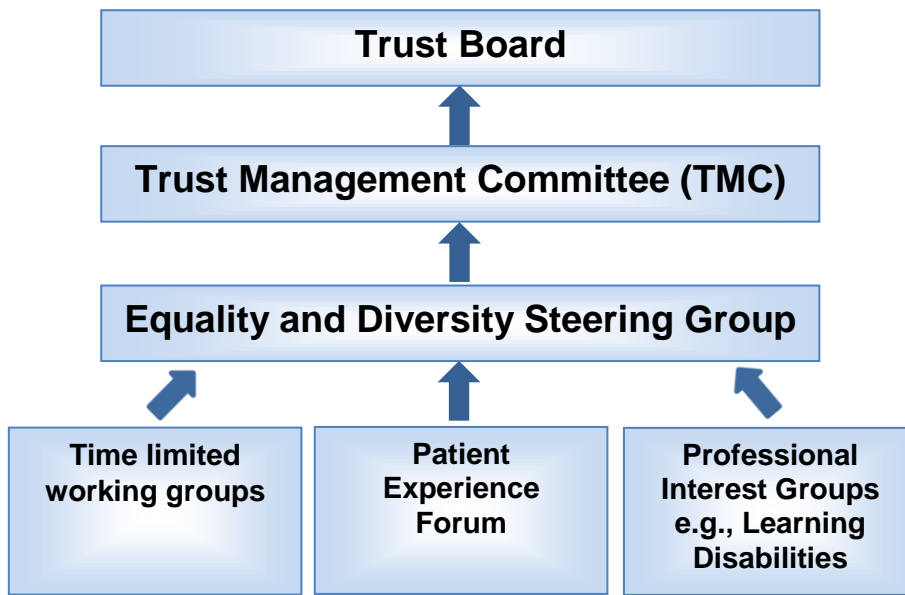 Trust Board
Trust Management Committee (TMC)
Equality and Diversity Steering Group
Time limited
working groups
Patient
Experience
Forum
Professional
Interest Groups
e.g., Learning
Disabilities